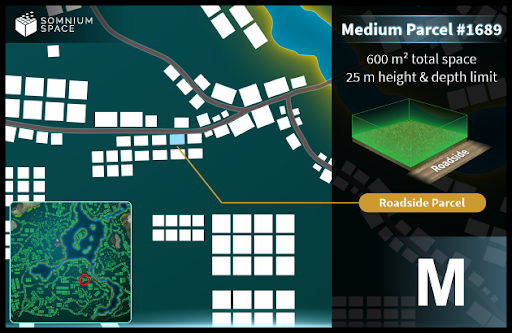 SOMNIUM
SPACE
Medium Parcel #1689
600 m² total space
25 m height & depth limit
Roadside
Roadside Parcel
M